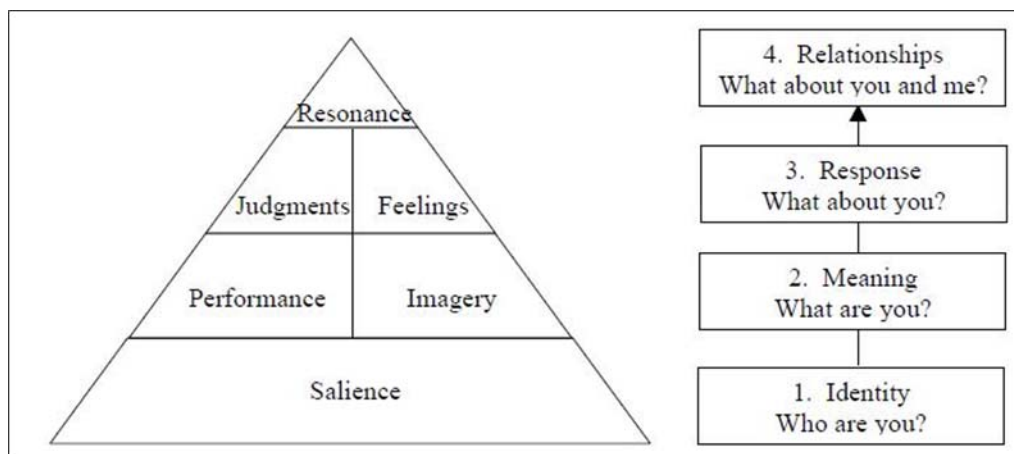 Resonance
Judgments Feelings
Performance Imagery
Salience
4. Relationships
What about you and me?
3. Response
What about you?
2. Meaning
What are you?
1. Identity
Who are you?